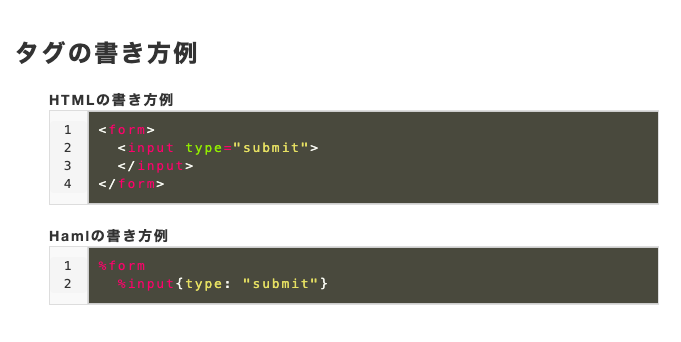 タグの書き方例
HTMLの書き方例
1 <form>
2   <input type="submit">
3   </input>
4 </form>
Hamlの書き方例
1 %form
2   %input{type: "submit"}